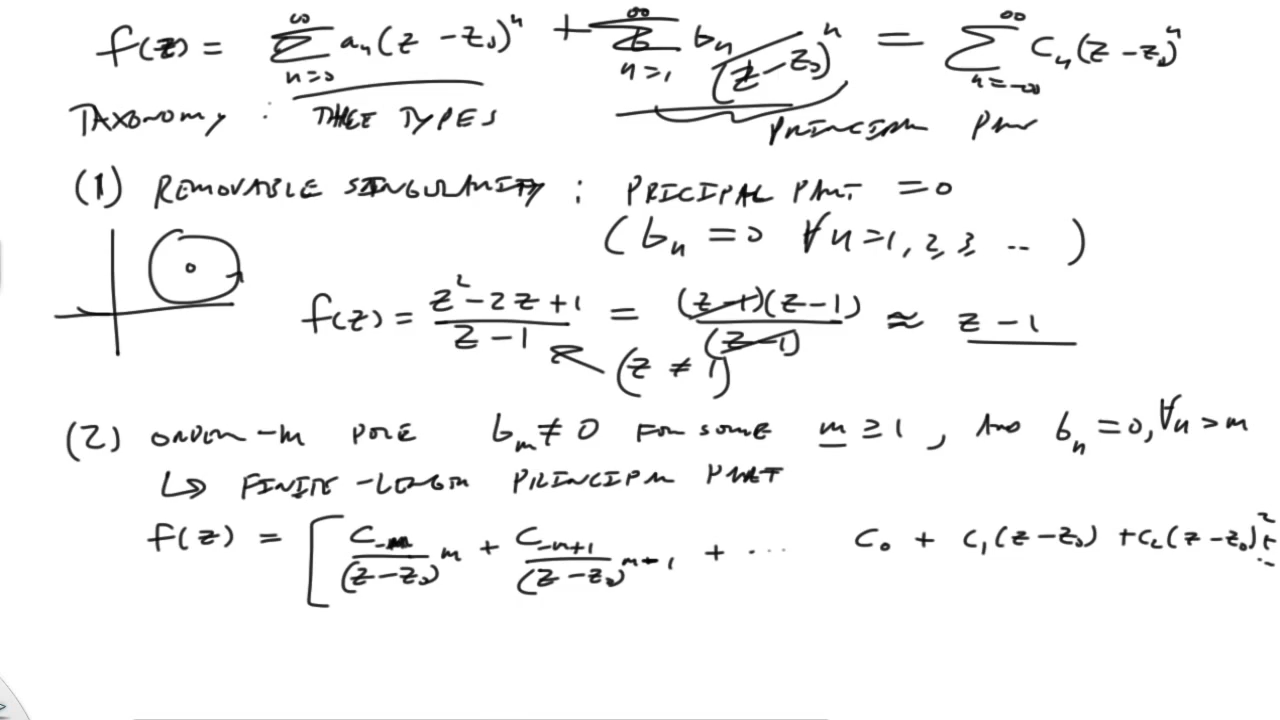 f(z) = ∑_{n=0}^{∞} a_n (z - z_0)^n + ∑_{n=1}^{∞} b_n / (z - z_0)^n = ∑_{n=-∞}^{∞} c_n (z - z_0)^n
TAXONOMY : THREE TYPES
PRINCIPAL PART
(1) REMOVABLE SINGULARITY : PRICIPAL PART = 0
(b_n = 0 ∀n = 1, 2, 3, ...)
f(z) = (z^2 - 2z + 1)/(z - 1) = ((z - 1)(z - 1))/((z - 1)) ≈ z - 1
(z ≠ 1)
(2) ORDER-m POLE b_m ≠ 0 FOR SOME m ≥ 1, AND b_n = 0, ∀n > m
↳ FINITE-LENGTH PRINCIPAL PART
f(z) = [ c_{-m}/(z - z_0)^m + c_{-n+1}/(z - z_0)^{m+1} + ... c_0 + c_1(z - z_0) + c_2(z - z_0)^2 + ...